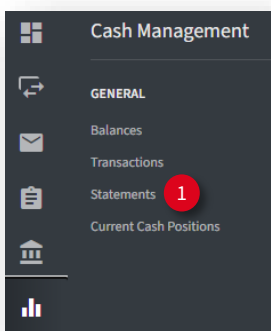 Cash Management
GENERAL
Balances
Transactions
Statements 1
Current Cash Positions